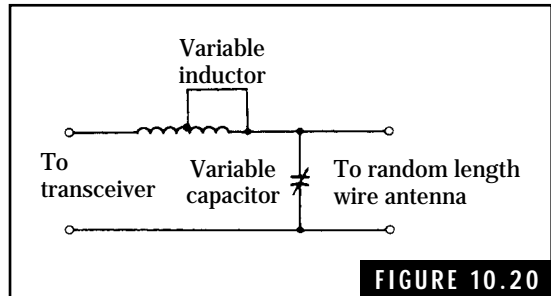 Variable
inductor
To
transceiver
Variable
capacitor
To random length
wire antenna
FIGURE 10.20